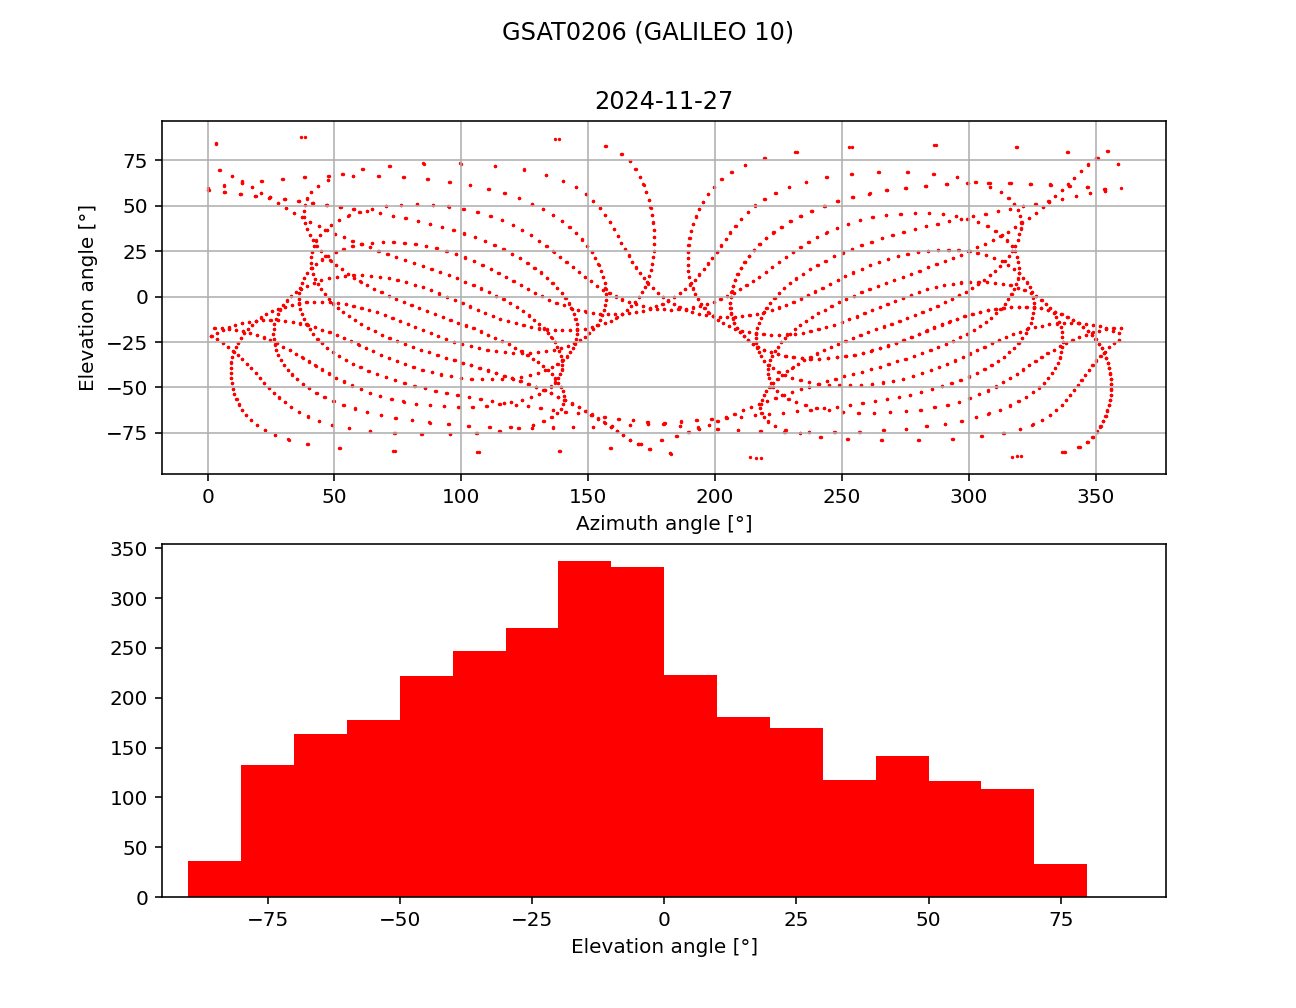 GSAT0206 (GALILEO 10)
2024-11-27
75
50
25
0
−25
−50
−75
Elevation angle [°]
0 50 100 150 200 250 300 350
Azimuth angle [°]
350
300
250
200
150
100
50
0
−75 −50 −25 0 25 50 75
Elevation angle [°]